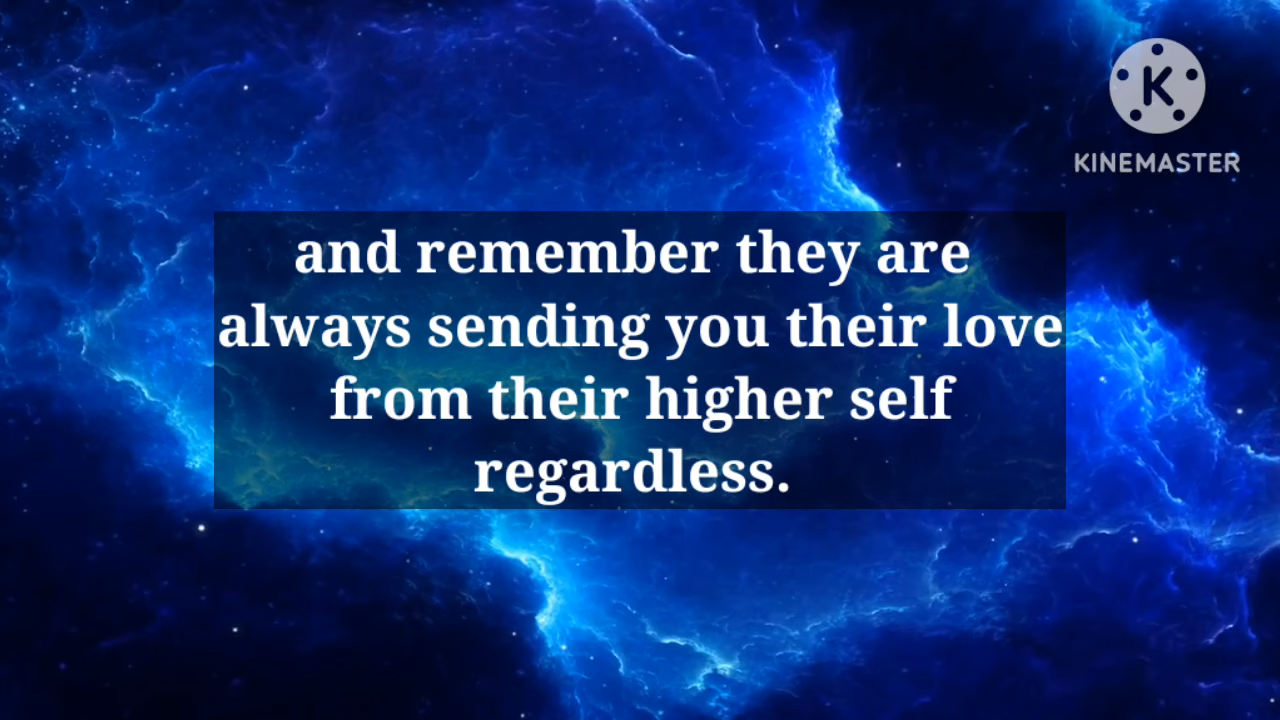 K
KINEMASTER
and remember they are
always sending you their love
from their higher self
regardless.